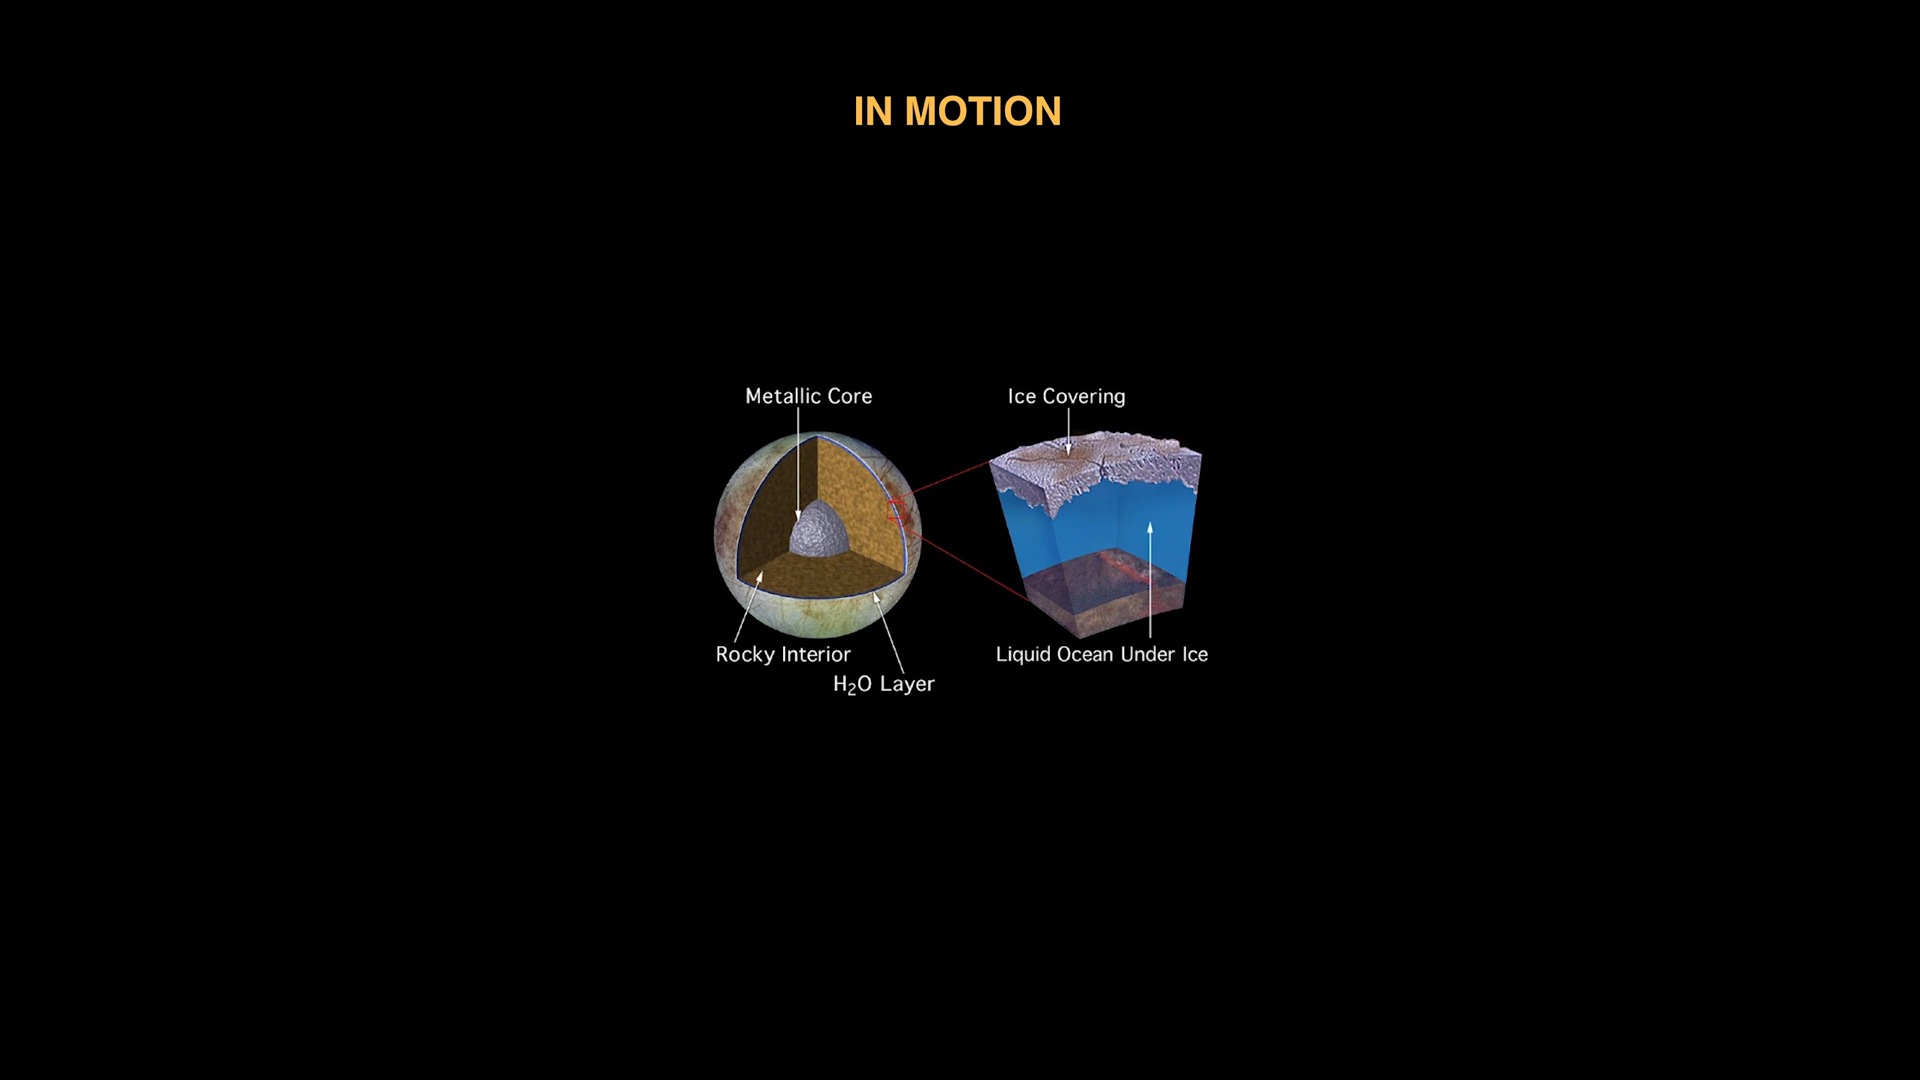 IN MOTION
Metallic Core
Ice Covering
Rocky Interior
H₂O Layer
Liquid Ocean Under Ice